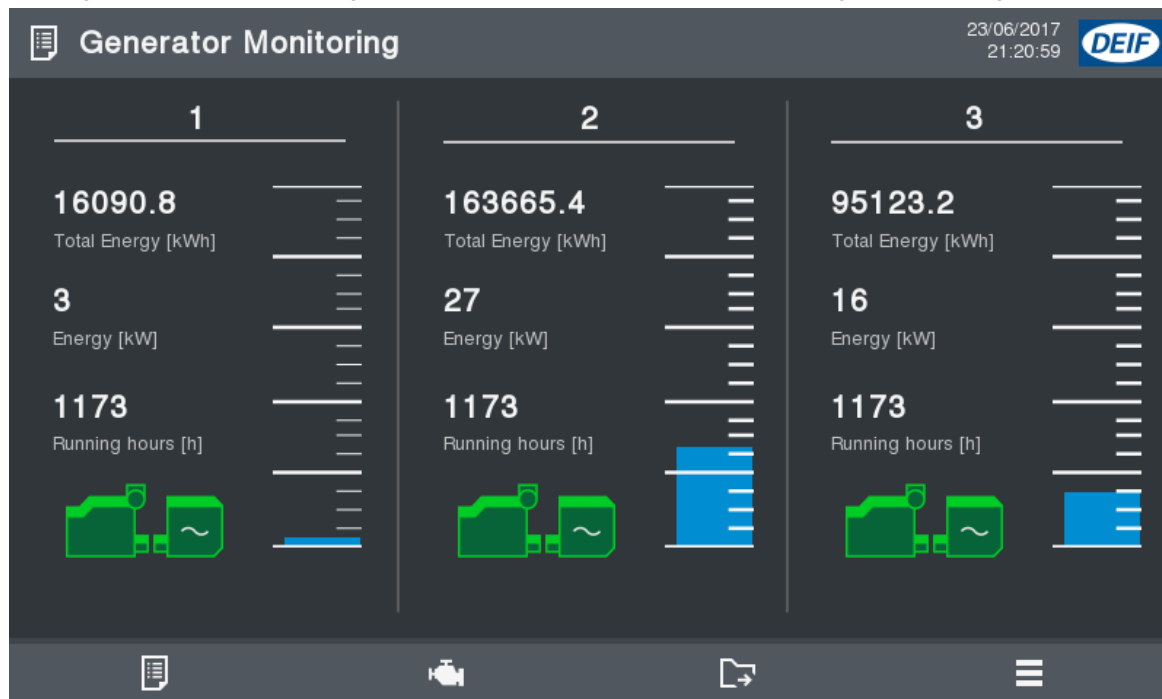 Generator Monitoring
23/06/2017
21:20:59
DEIF
1
16090.8
Total Energy [kWh]
3
Energy [kW]
1173
Running hours [h]
2
163665.4
Total Energy [kWh]
27
Energy [kW]
1173
Running hours [h]
3
95123.2
Total Energy [kWh]
16
Energy [kW]
1173
Running hours [h]